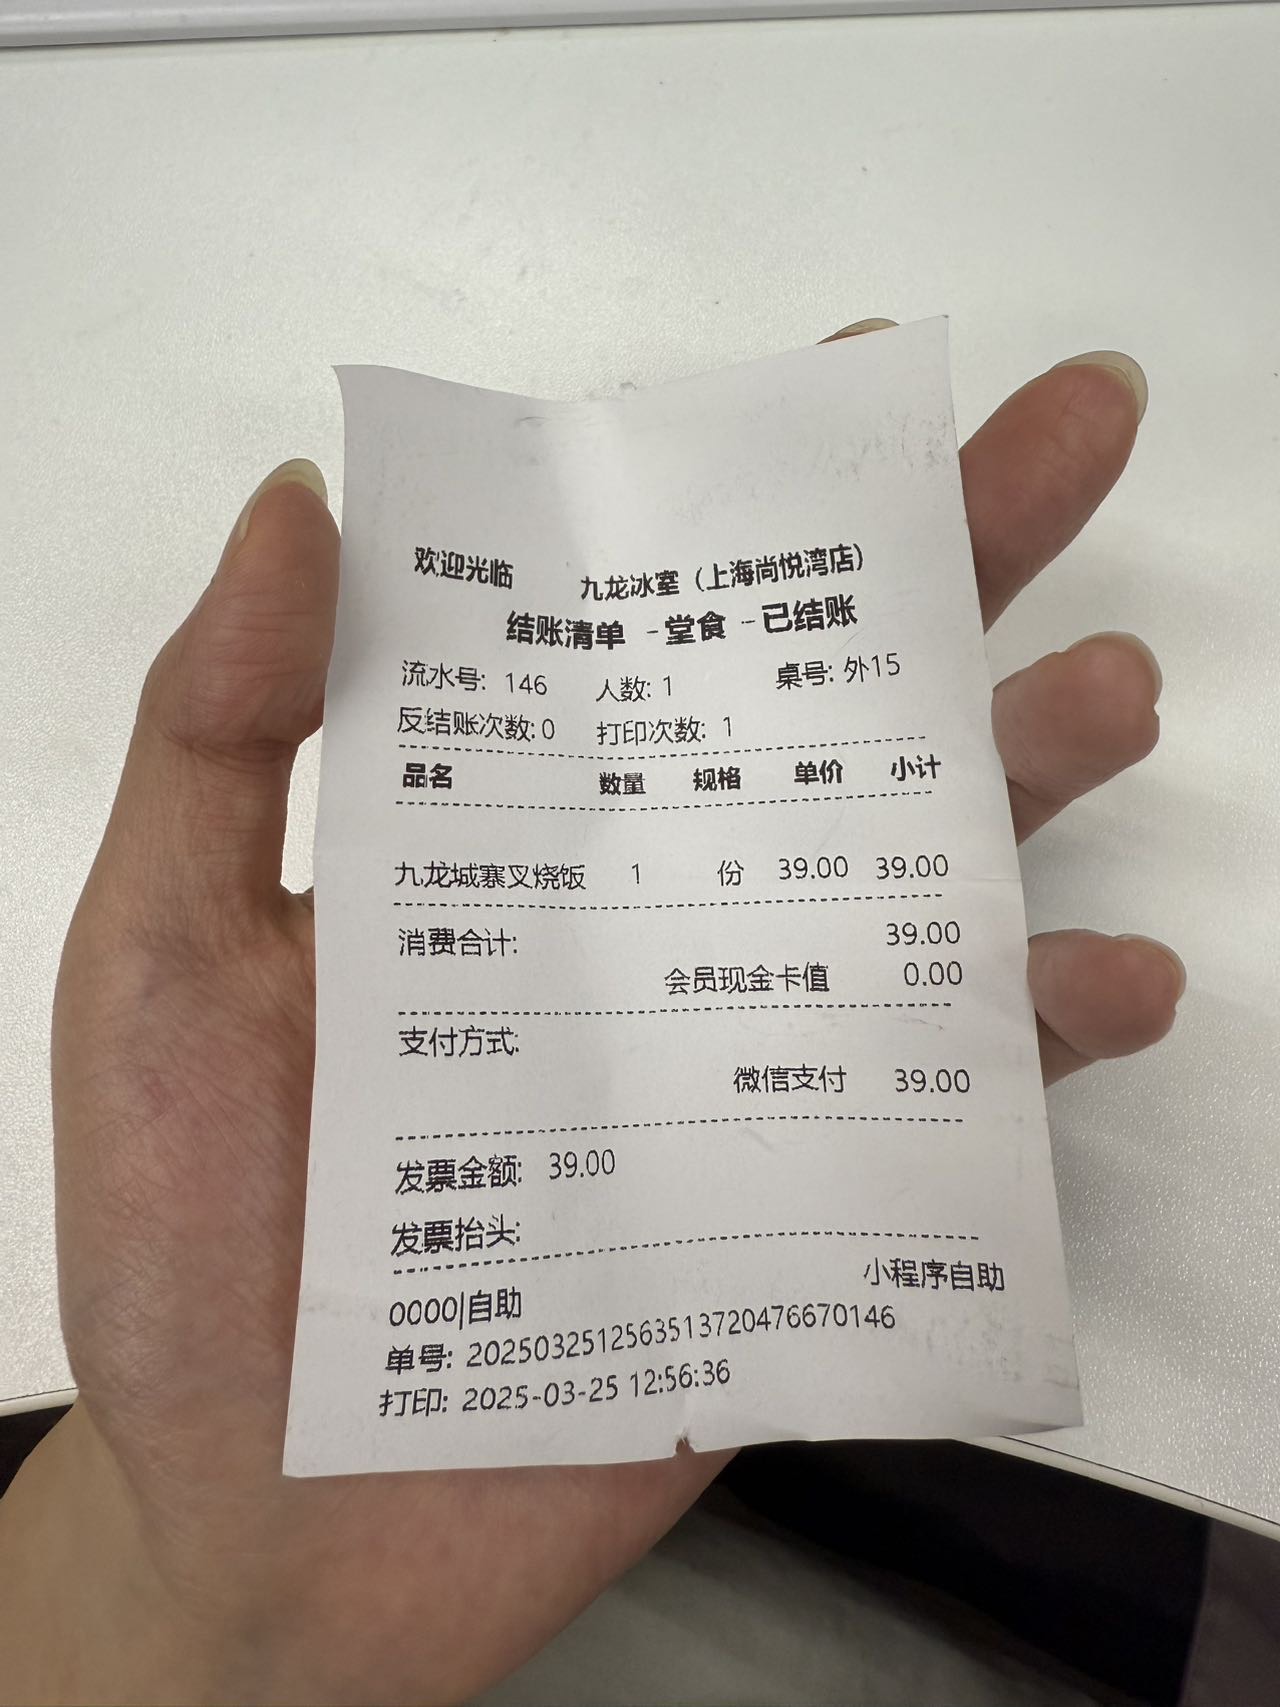 欢迎光临 九龙冰室（上海尚悦湾店）
结账清单 -堂食 -已结账
流水号: 146 人数: 1 桌号: 外15
反结账次数: 0 打印次数: 1
品名 数量 规格 单价 小计
九龙城寨叉烧饭 1 份 39.00 39.00
消费合计: 39.00
会员现金卡值 0.00
支付方式:
微信支付 39.00
发票金额: 39.00
发票抬头:
0000|自助 小程序自助
单号: 2025032512563513720476670146
打印: 2025-03-25 12:56:36